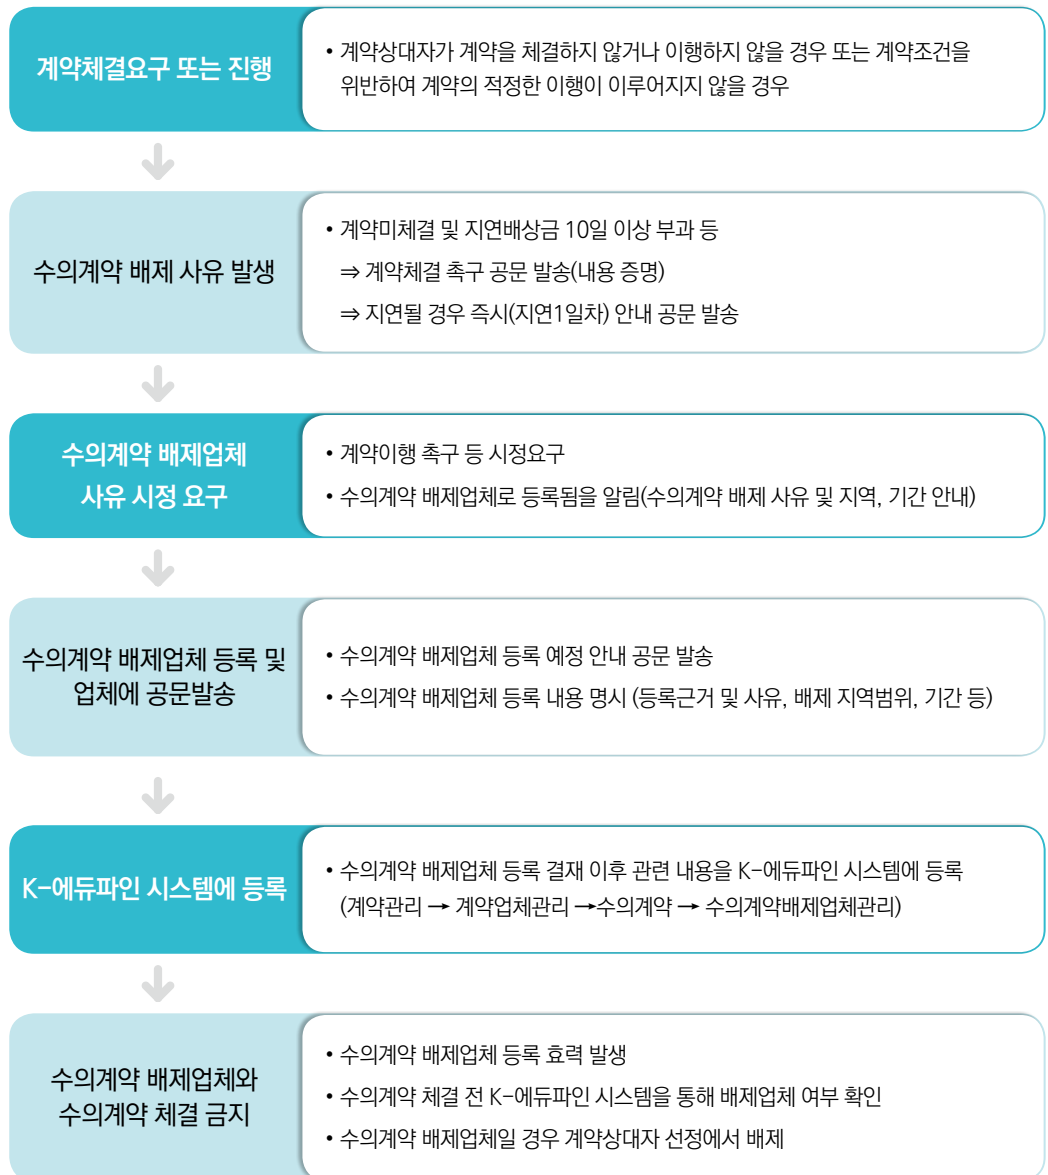 계약체결요구 또는 진행
• 계약상대자가 계약을 체결하지 않거나 이행하지 않을 경우 또는 계약조건을
위반하여 계약의 적정한 이행이 이루어지지 않을 경우
수의계약 배제 사유 발생
• 계약미체결 및 지연배상금 10일 이상 부과 등
⇒ 계약체결 촉구 공문 발송(내용 증명)
⇒ 지연될 경우 즉시(지연1일차) 안내 공문 발송
수의계약 배제업체
사유 시정 요구
• 계약이행 촉구 등 시정요구
• 수의계약 배제업체로 등록됨을 알림(수의계약 배제 사유 및 지역, 기간 안내)
수의계약 배제업체 등록 및
업체에 공문발송
• 수의계약 배제업체 등록 예정 안내 공문 발송
• 수의계약 배제업체 등록 내용 명시 (등록근거 및 사유, 배제 지역범위, 기간 등)
K-에듀파인 시스템에 등록
• 수의계약 배제업체 등록 결재 이후 관련 내용을 K-에듀파인 시스템에 등록
(계약관리 → 계약업체관리 →수의계약 → 수의계약배제업체관리)
수의계약 배제업체와
수의계약 체결 금지
• 수의계약 배제업체 등록 효력 발생
• 수의계약 체결 전 K-에듀파인 시스템을 통해 배제업체 여부 확인
• 수의계약 배제업체일 경우 계약상대자 선정에서 배제